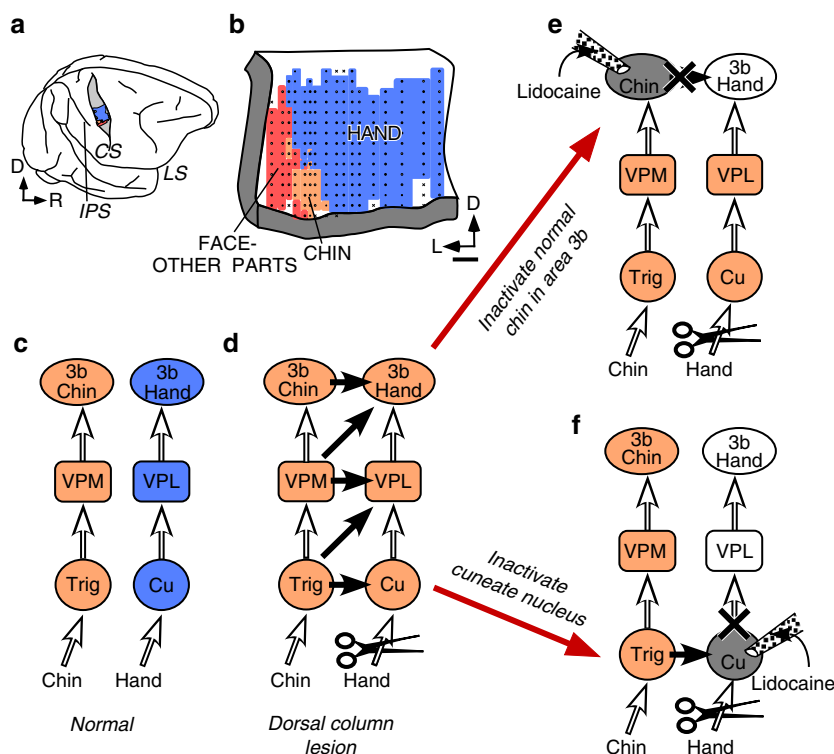 a
CS
LS
D
R
IPS
b
HAND
FACE-
OTHER PARTS
CHIN
D
L
c
3b
Chin
3b
Hand
VPM
VPL
Trig
Cu
Chin
Hand
Normal
d
3b
Chin
3b
Hand
VPM
VPL
Trig
Cu
Chin
Hand
Dorsal column
lesion
Inactivate normal
chin in area 3b
Inactivate
cuneate nucleus
e
Lidocaine
Chin
3b
Hand
VPM
VPL
Trig
Cu
Chin
Hand
f
3b
Chin
3b
Hand
VPM
VPL
Trig
Cu
Lidocaine
Chin
Hand